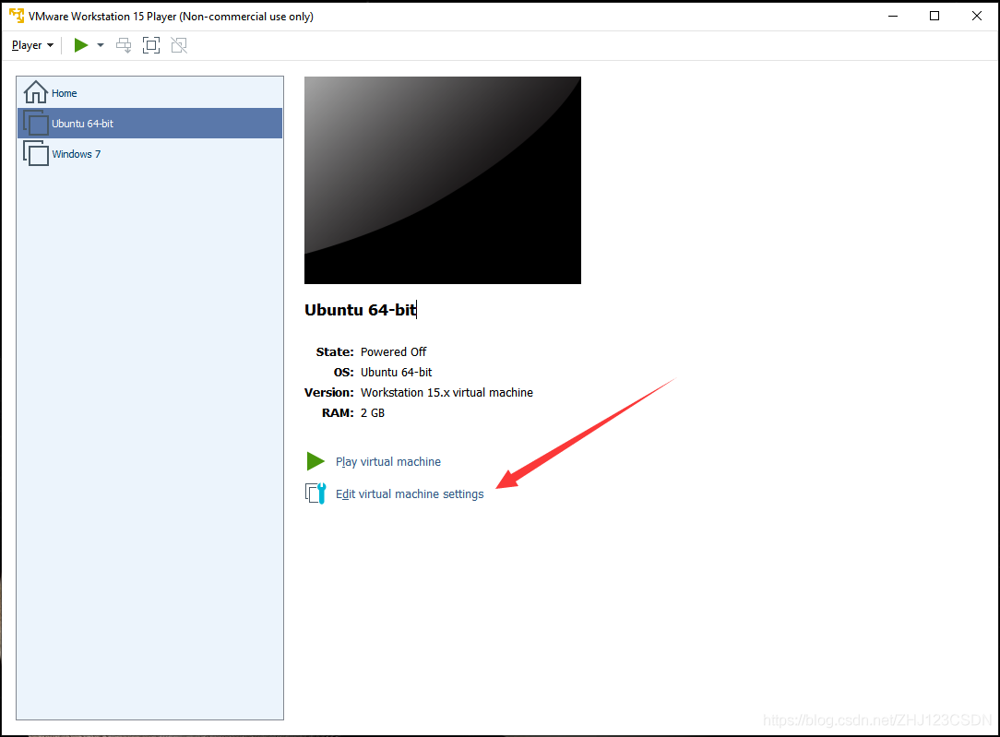 VMware Workstation 15 Player (Non-commercial use only)
Player
Home
Ubuntu 64-bit
Windows 7
Ubuntu 64-bit
State: Powered Off
OS: Ubuntu 64-bit
Version: Workstation 15.x virtual machine
RAM: 2 GB
Play virtual machine
Edit virtual machine settings
https://blog.csdn.net/ZHJ123CSDN